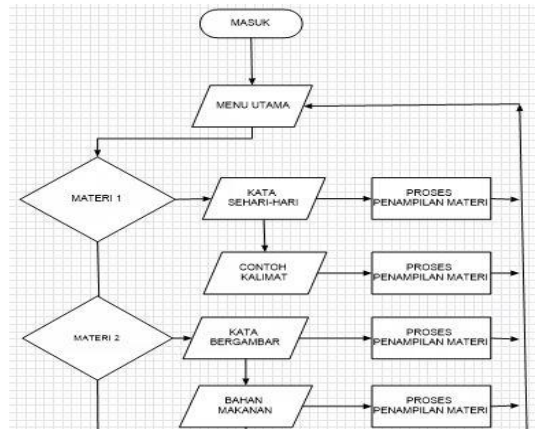 MASUK
MENU UTAMA
MATERI 1
KATA
SEHARI-HARI
PROSES
PENAMPILAN MATERI
CONTOH
KALIMAT
PROSES
PENAMPILAN MATERI
MATERI 2
KATA
BERGAMBAR
PROSES
PENAMPILAN MATERI
BAHAN
MAKANAN
PROSES
PENAMPILAN MATERI